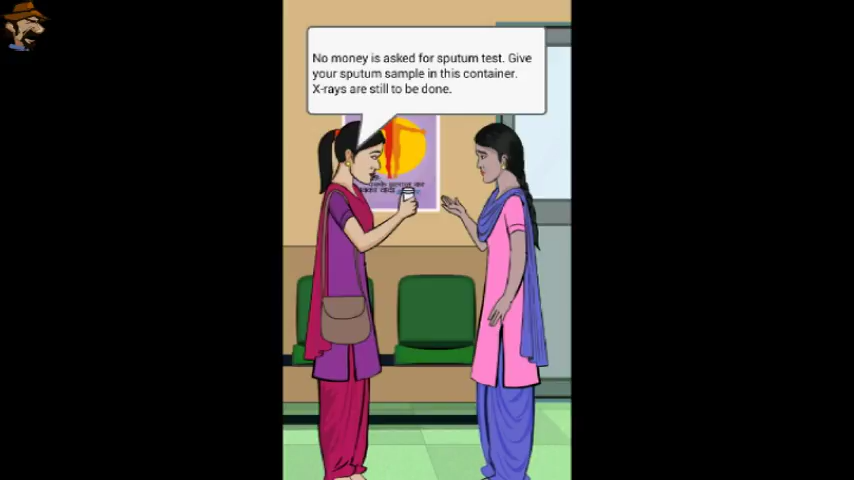 No money is asked for sputum test. Give
your sputum sample in this container.
X-rays are still to be done.